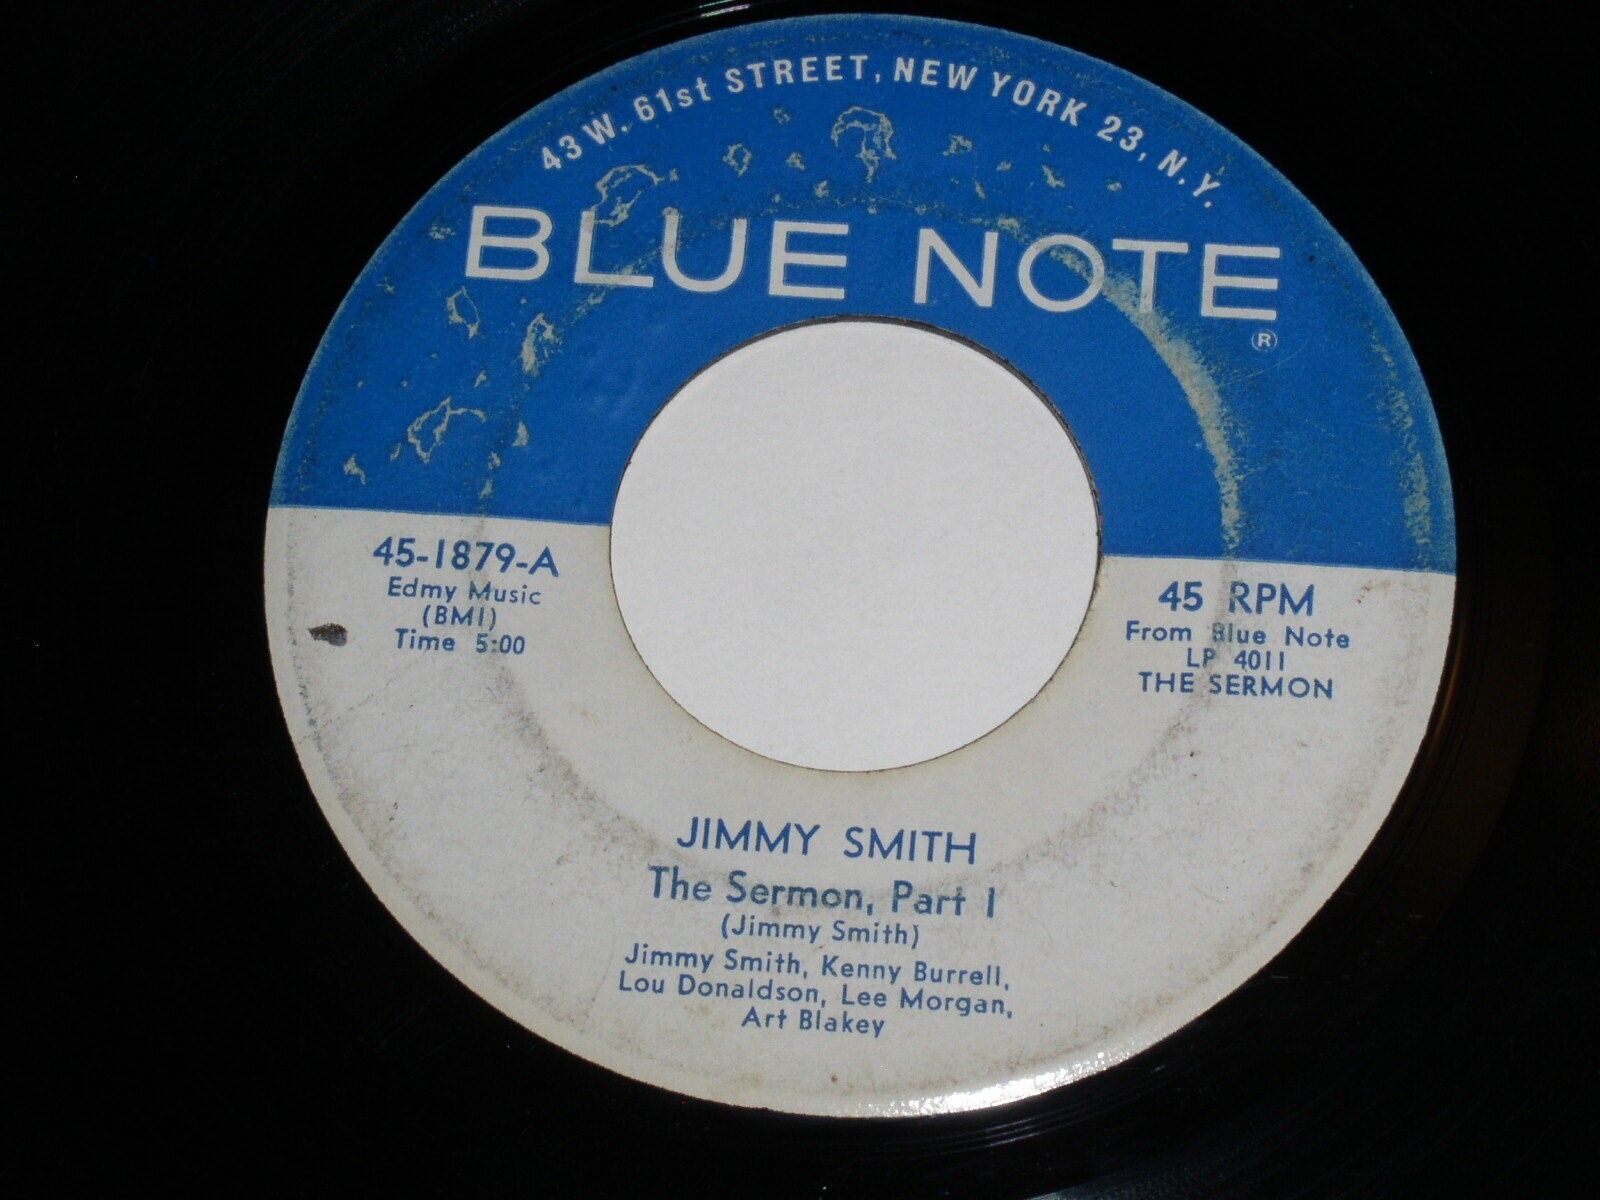 43 W. 61st STREET, NEW YORK 23, N.Y.
BLUE NOTE
®
45-1879-A
Edmy Music
(BMI)
Time 5:00
45 RPM
From Blue Note
LP 4011
THE SERMON
JIMMY SMITH
The Sermon, Part 1
(Jimmy Smith)
Jimmy Smith, Kenny Burrell,
Lou Donaldson, Lee Morgan,
Art Blakey